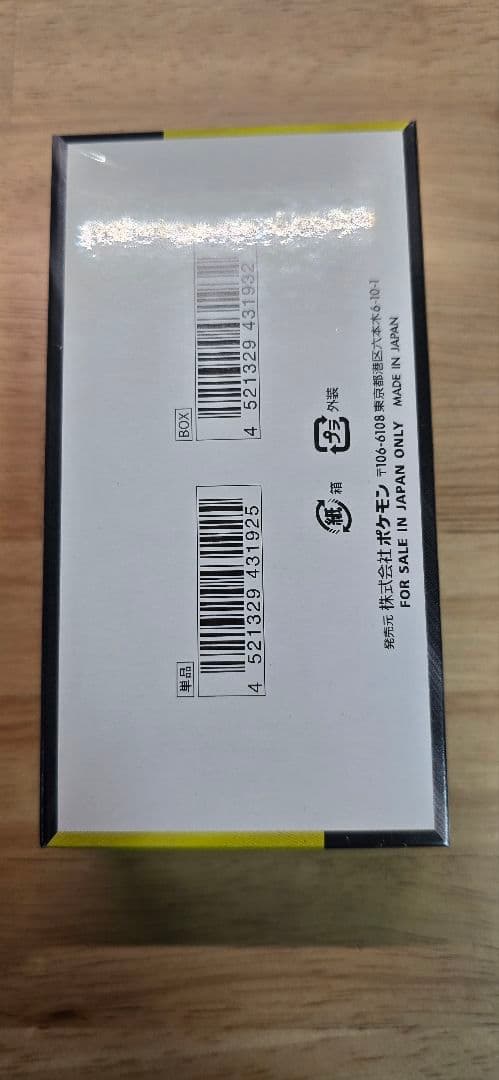 単品
4 521329 431925
BOX
4 521329 431932
紙 箱
プラ 外装
発売元 株式会社ポケモン 〒106-6108 東京都港区六本木6-10-1
FOR SALE IN JAPAN ONLY MADE IN JAPAN